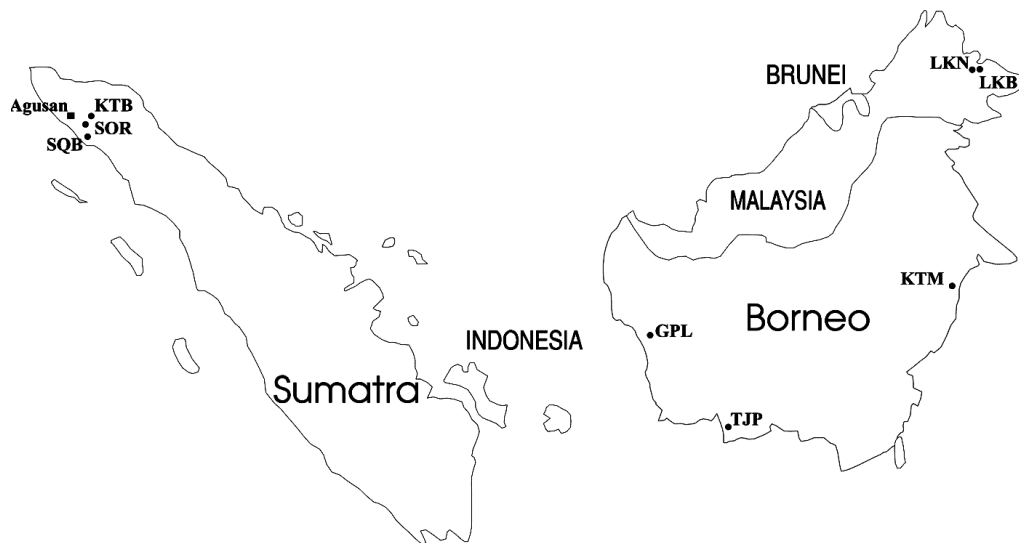 BRUNEI
LKN
LKB
Agusan
KTB
SOR
SQB
MALAYSIA
KTM
Borneo
GPL
INDONESIA
Sumatra
TJP